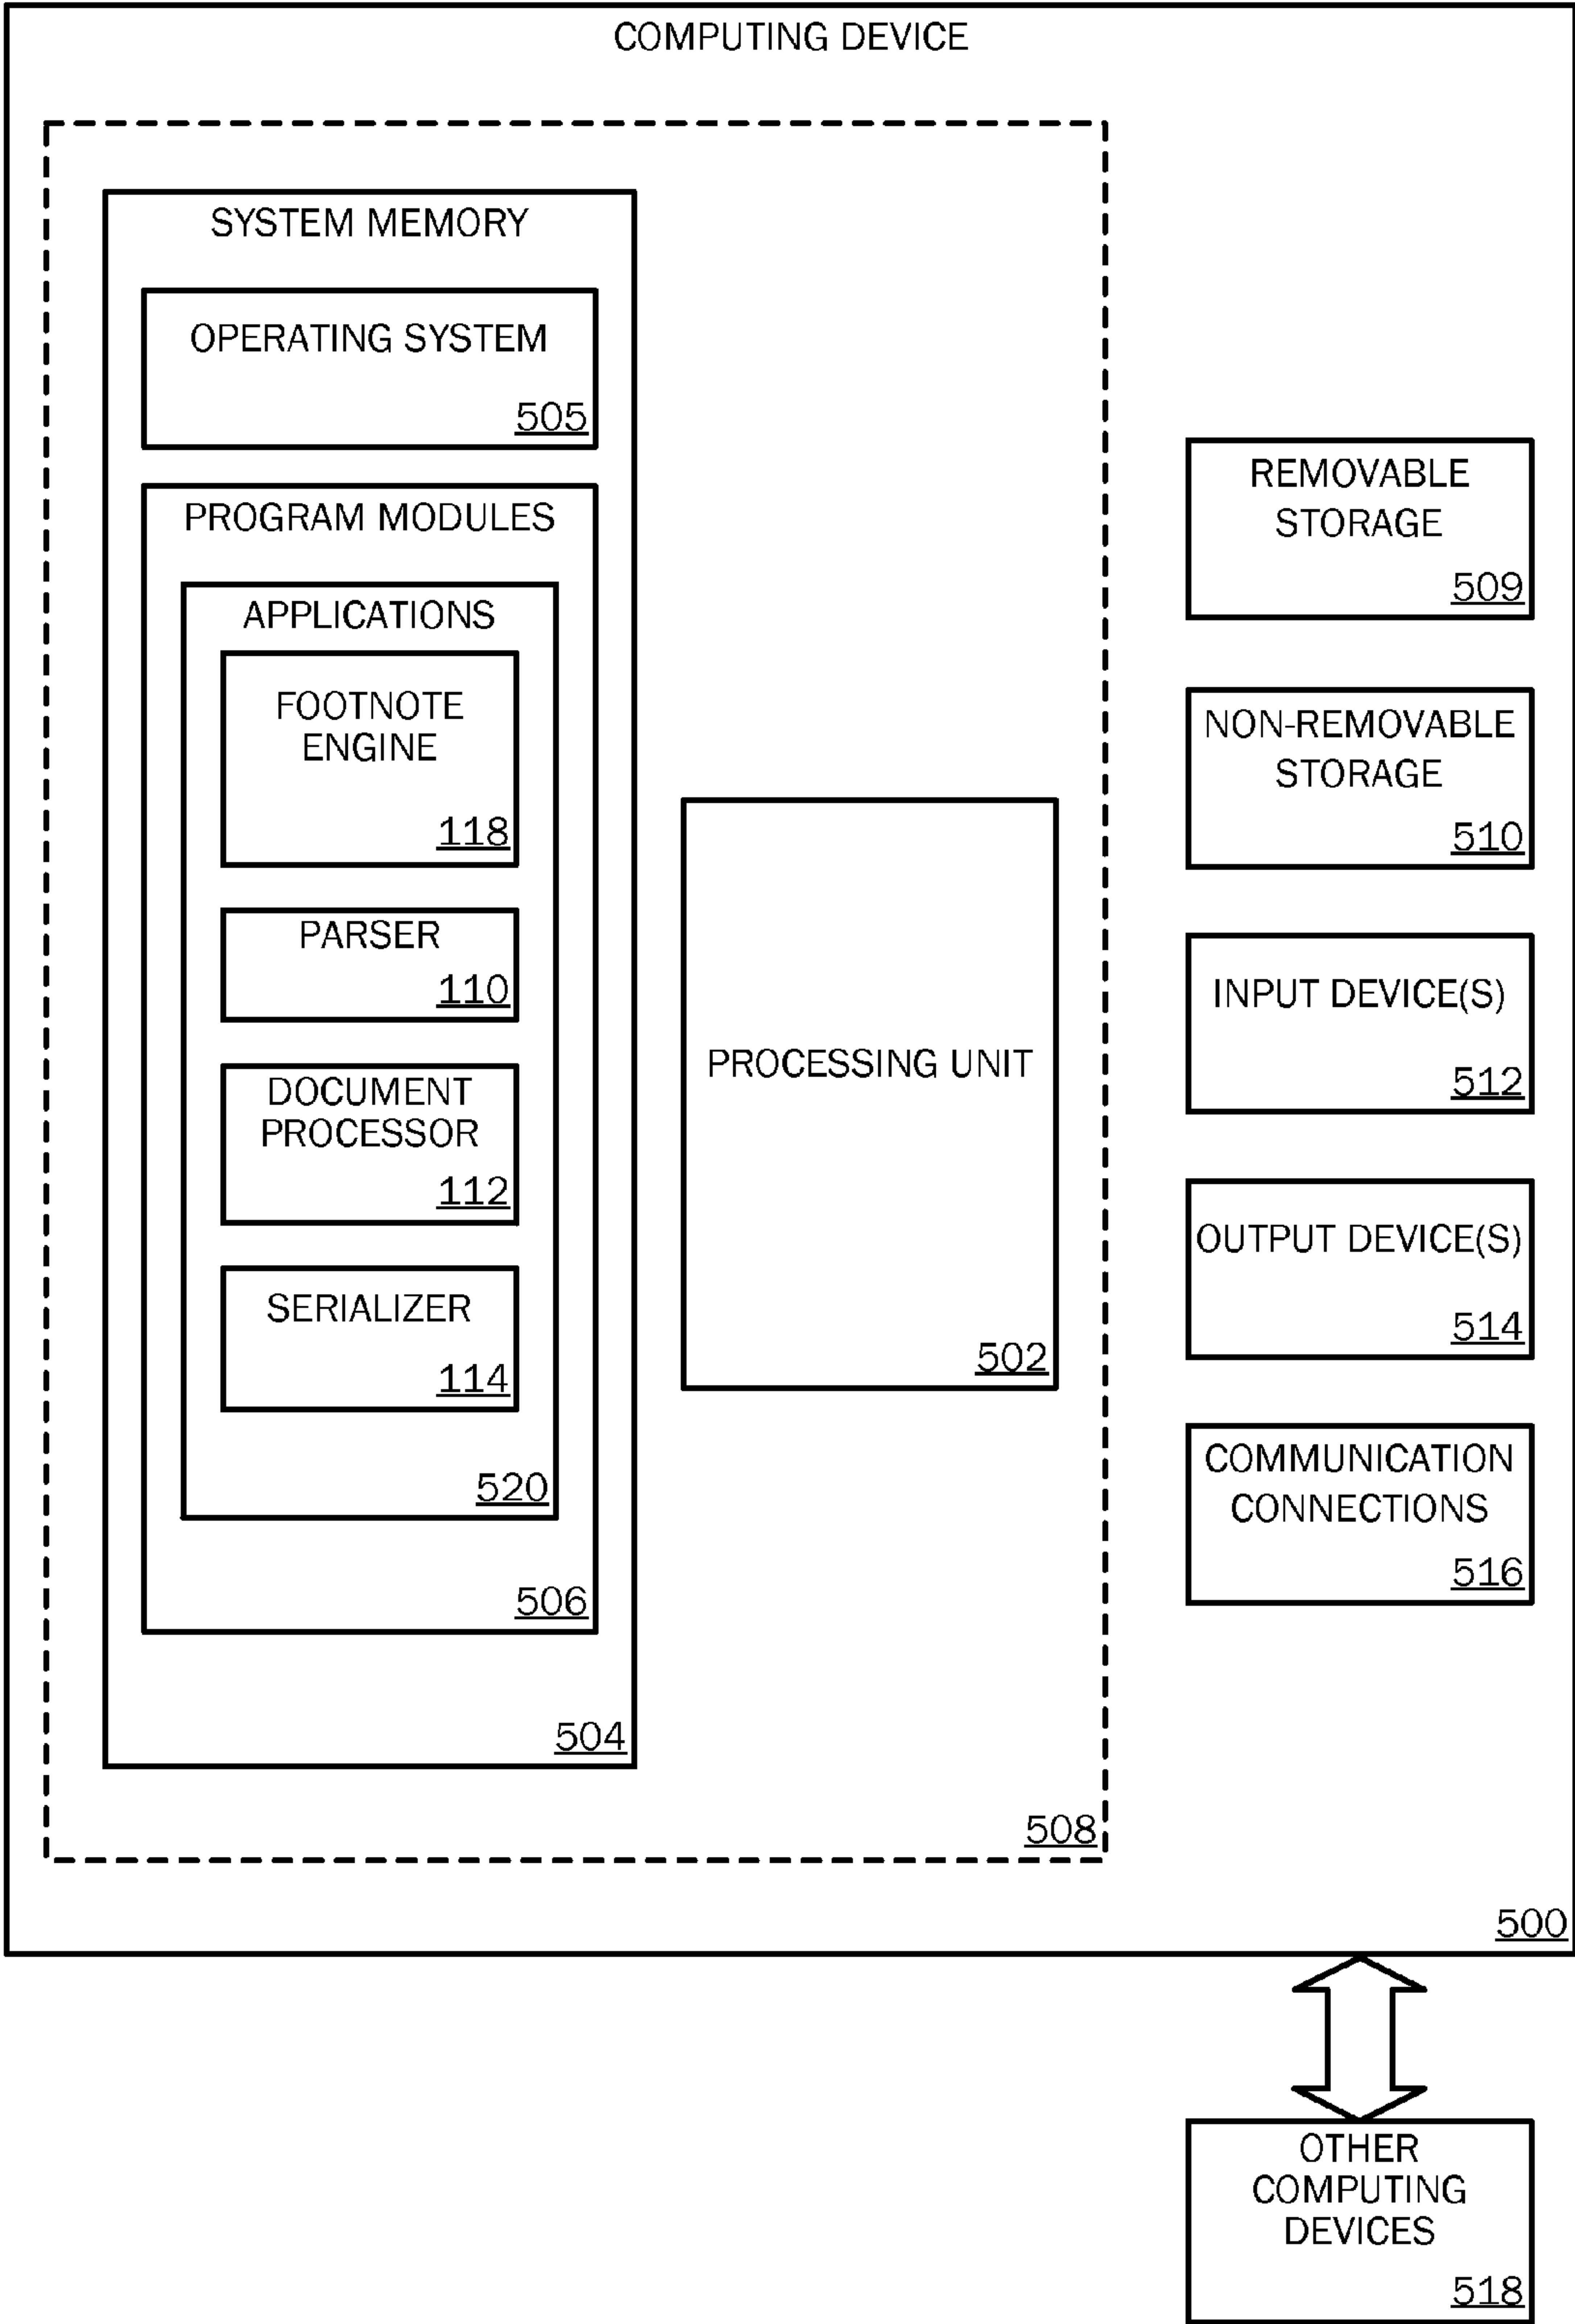 COMPUTING DEVICE
SYSTEM MEMORY
OPERATING SYSTEM
505
PROGRAM MODULES
APPLICATIONS
FOOTNOTE
ENGINE
118
PARSER
110
DOCUMENT
PROCESSOR
112
SERIALIZER
114
520
506
504
PROCESSING UNIT
502
508
REMOVABLE
STORAGE
509
NON-REMOVABLE
STORAGE
510
INPUT DEVICE(S)
512
OUTPUT DEVICE(S)
514
COMMUNICATION
CONNECTIONS
516
500
OTHER
COMPUTING
DEVICES
518